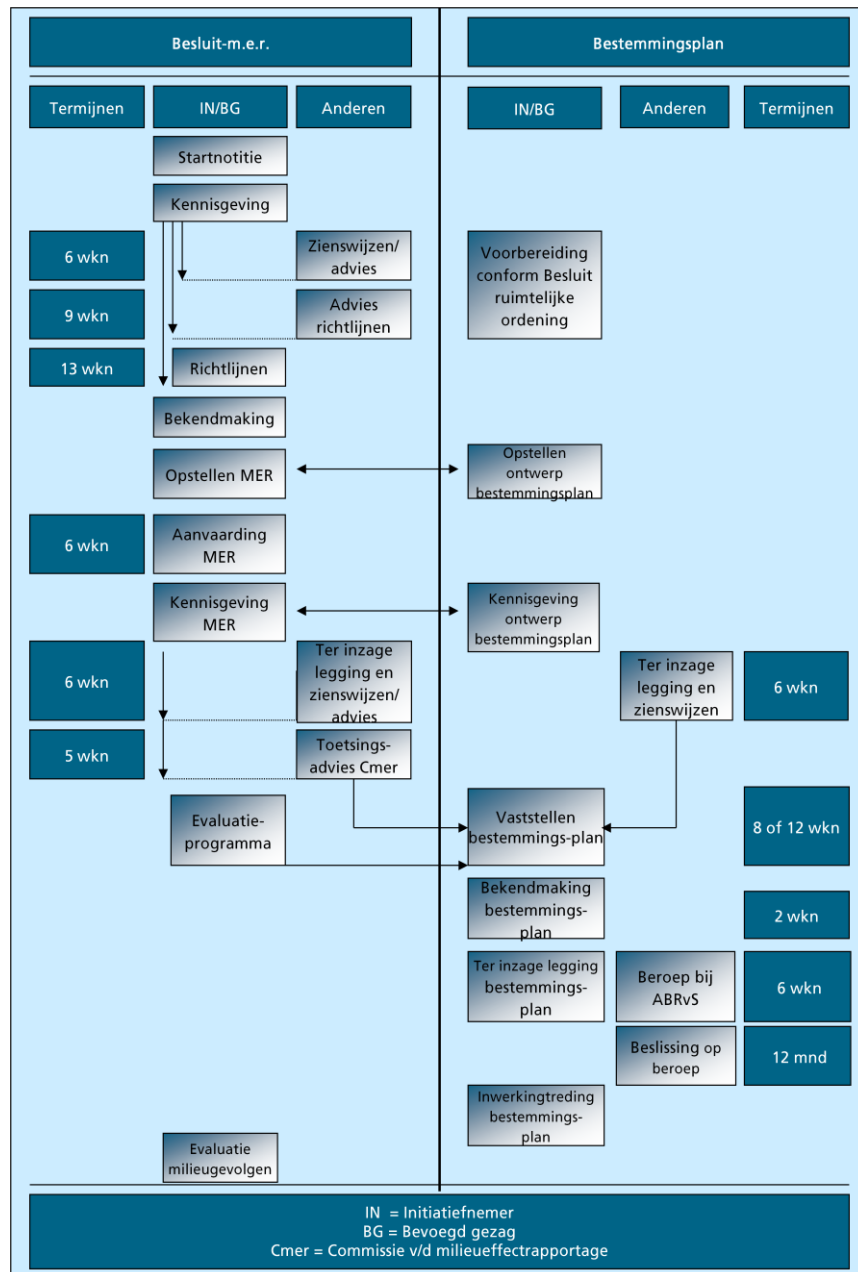 Besluit-m.e.r.
Bestemmingsplan
Termijnen
IN/BG
Anderen
IN/BG
Anderen
Termijnen
Startnotitie
Kennisgeving
6 wkn
Zienswijzen/
advies
Voorbereiding
conform Besluit
ruimtelijke
ordening
9 wkn
Advies
richtlijnen
13 wkn
Richtlijnen
Bekendmaking
Opstellen MER
Opstellen
ontwerp
bestemmingsplan
6 wkn
Aanvaarding
MER
Kennisgeving
MER
Kennisgeving
ontwerp
bestemmingsplan
6 wkn
Ter inzage
legging en
zienswijzen/
advies
Ter inzage
legging en
zienswijzen
6 wkn
5 wkn
Toetsings-
advies Cmer
Evaluatie-
programma
Vaststellen
bestemmings-plan
8 of 12 wkn
Bekendmaking
bestemmings-
plan
2 wkn
Ter inzage legging
bestemmings-
plan
Beroep bij
ABRvS
6 wkn
Beslissing op
beroep
12 mnd
Inwerkingtreding
bestemmings-
plan
Evaluatie
milieugevolgen
IN = Initiatiefnemer
BG = Bevoegd gezag
Cmer = Commissie v/d milieueffectrapportage